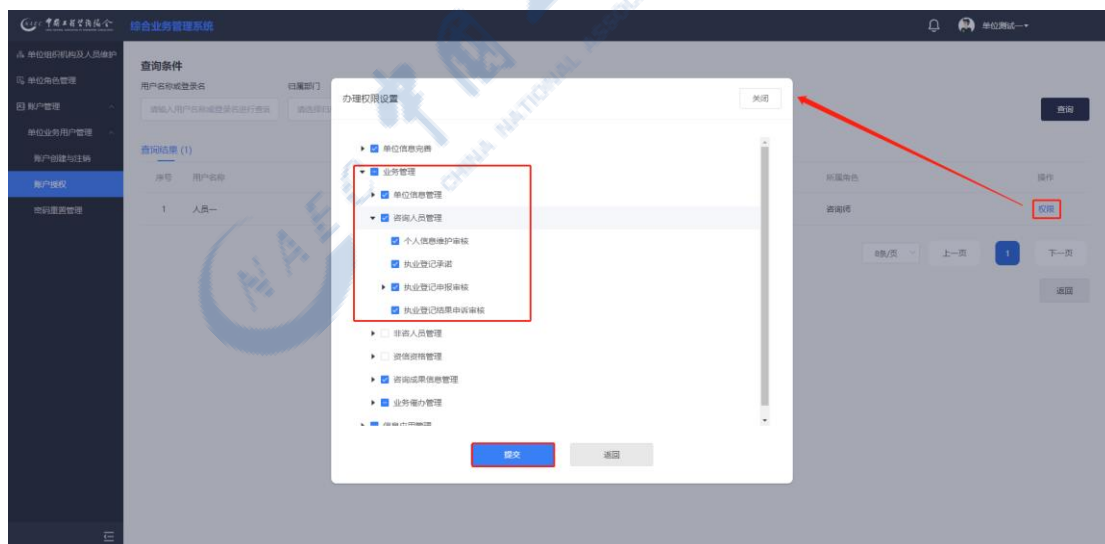 综合业务管理系统
单位测试一
单位组织机构及人员维护
单位角色管理
账户管理
单位业务用户管理
账户创建与注销
账户授权
密码重置管理
查询条件
用户名称或登录名
归属部门
请输入用户名称或登录名进行查询
查询
查询结果 (1)
序号 用户名称 所属角色 操作
1 人员一 咨询师 权限
8条/页 上一页 1 下一页
返回
办理权限设置
关闭
单位信息完善
业务管理
单位信息管理
咨询人员管理
个人信息维护审核
执业登记承诺
执业登记申报审核
执业登记结果申诉审核
非咨人员管理
资信资格管理
咨询成果信息管理
业务催办管理
提交
返回